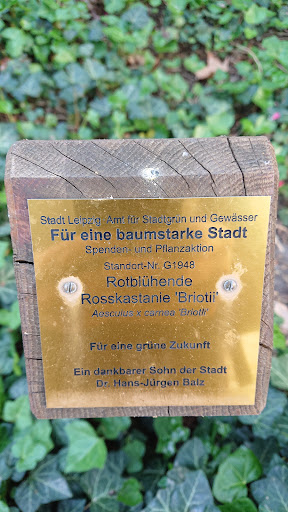 Stadt Leipzig, Amt für Stadtgrün und Gewässer
Für eine baumstarke Stadt
Spenden- und Pflanzaktion
Standort-Nr. G1948
Rotblühende
Rosskastanie 'Briotii'
Aesculus x carnea 'Briotii'
Für eine grüne Zukunft
Ein dankbarer Sohn der Stadt
Dr. Hans-Jürgen Balz